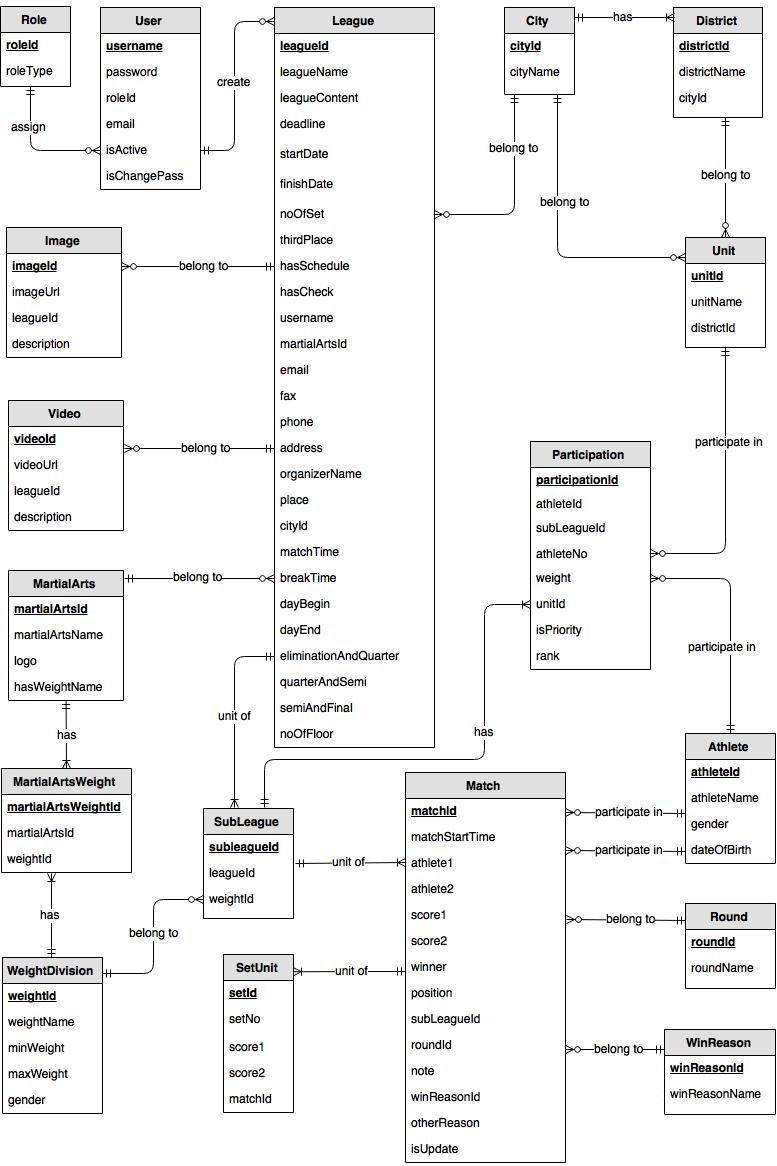 Role
roleId
roleType
assign
User
username
password
roleId
email
isActive
isChangePass
create
League
leagueId
leagueName
leagueContent
deadline
startDate
finishDate
noOfSet
thirdPlace
hasSchedule
hasCheck
username
martialArtsId
email
fax
phone
address
organizerName
place
cityId
matchTime
breakTime
dayBegin
dayEnd
eliminationAndQuarter
quarterAndSemi
semiAndFinal
noOfFloor
City
cityId
cityName
has
District
districtId
districtName
cityId
belong to
belong to
belong to
Unit
unitId
unitName
districtId
participate in
Image
imageId
imageUrl
leagueId
description
belong to
Video
videoId
videoUrl
leagueId
description
belong to
MartialArts
martialArtsId
martialArtsName
logo
hasWeightName
belong to
has
Participation
participationId
athleteId
subLeagueId
athleteNo
weight
unitId
isPriority
rank
participate in
unit of
has
MartialArtsWeight
martialArtsWeightId
martialArtsId
weightId
has
SubLeague
subleagueId
leagueId
weightId
unit of
belong to
WeightDivision
weightId
weightName
minWeight
maxWeight
gender
SetUnit
setId
setNo
score1
score2
matchId
unit of
Match
matchId
matchStartTime
athlete1
athlete2
score1
score2
winner
position
subLeagueId
roundId
note
winReasonId
otherReason
isUpdate
Athlete
athleteId
athleteName
gender
dateOfBirth
participate in
participate in
Round
roundId
roundName
belong to
WinReason
winReasonId
winReasonName
belong to